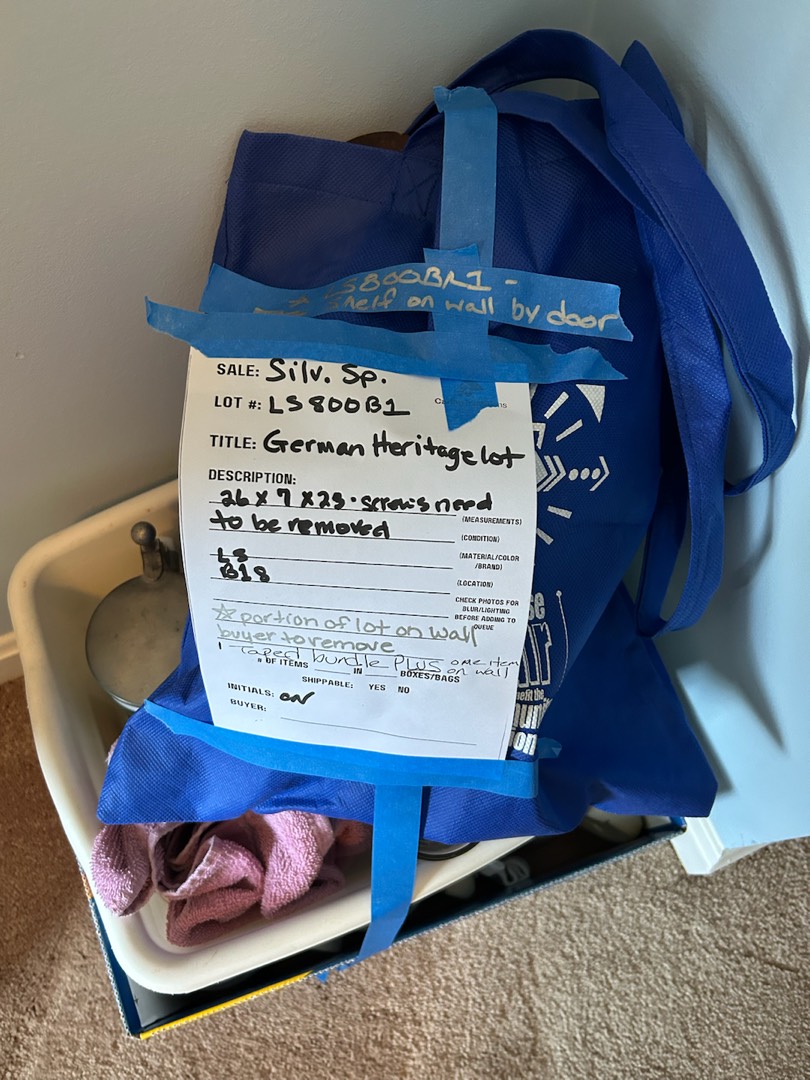 LS800BR1 -
shelf on wall by door
SALE: Silv. Sp.
LOT #: LS800B1
TITLE: German Heritage lot
DESCRIPTION:
26 x 7 x 23 · screws need
(MEASUREMENTS)
to be removed
(CONDITION)
LS
(MATERIAL/COLOR
/BRAND)
B18
(LOCATION)
CHECK PHOTOS FOR
BLUR/LIGHTING
BEFORE ADDING TO
QUEUE
☆ portion of lot on wall
buyer to remove
1 taped bundle PLUS one item
on wall
# OF ITEMS IN BOXES/BAGS
SHIPPABLE: YES NO
INITIALS:
BUYER: